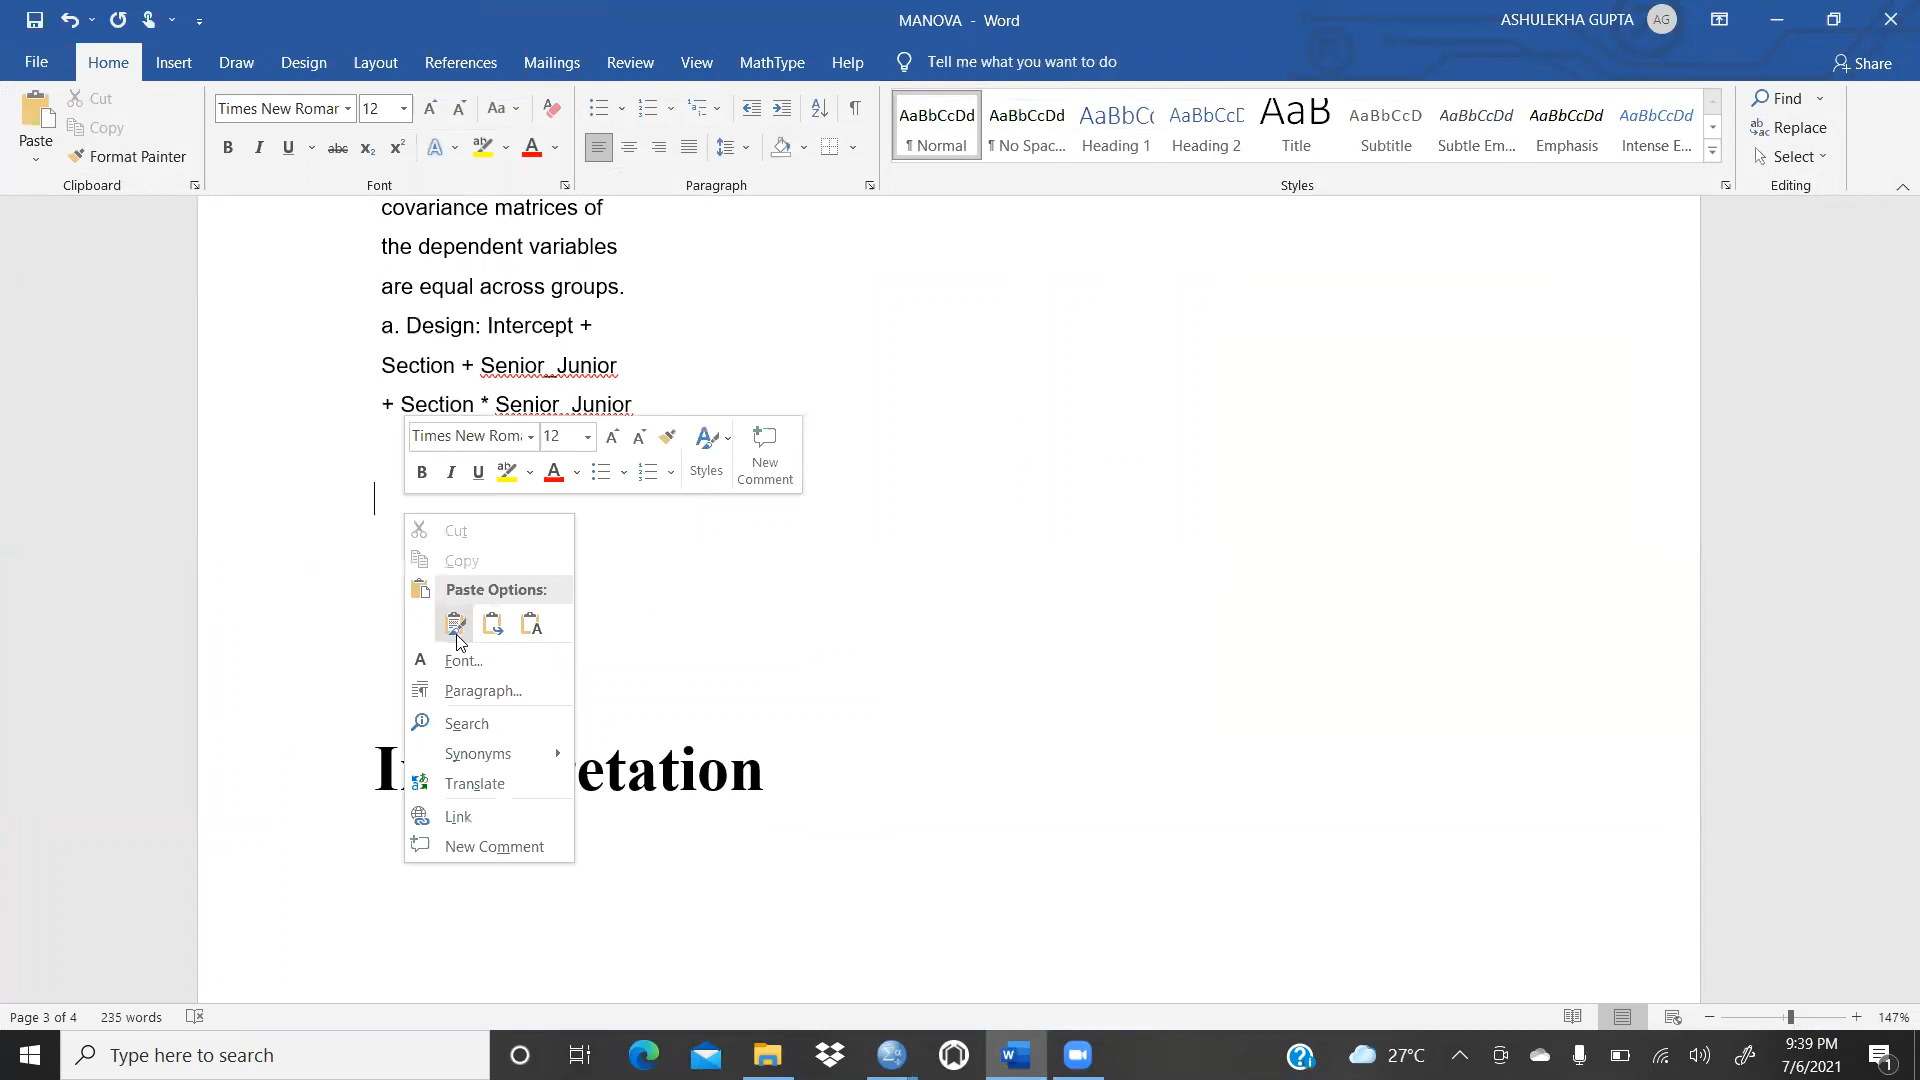 MANOVA - Word
ASHULEKHA GUPTA
AG
File
Home
Insert
Draw
Design
Layout
References
Mailings
Review
View
MathType
Help
Tell me what you want to do
Share
Paste
Cut
Copy
Format Painter
Clipboard
Times New Romar
12
Aa
B I U abc x₂ x²
Font
Paragraph
AaBbCcDd
¶ Normal
AaBbCcDd
¶ No Spac...
AaBbCc
Heading 1
AaBbCcD
Heading 2
AaB
Title
AaBbCcD
Subtitle
AaBbCcDd
Subtle Em...
AaBbCcDd
Emphasis
AaBbCcDd
Intense E...
Styles
Find
Replace
Select
Editing
covariance matrices of
the dependent variables
are equal across groups.
a. Design: Intercept +
Section + Senior_Junior
+ Section * Senior_Junior
Times New Roma
12
B I U
Styles
New
Comment
Cut
Copy
Paste Options:
Font...
Paragraph...
Search
Synonyms
Translate
Link
New Comment
I
etation
Page 3 of 4
235 words
147%
Type here to search
27°C
9:39 PM
7/6/2021
1